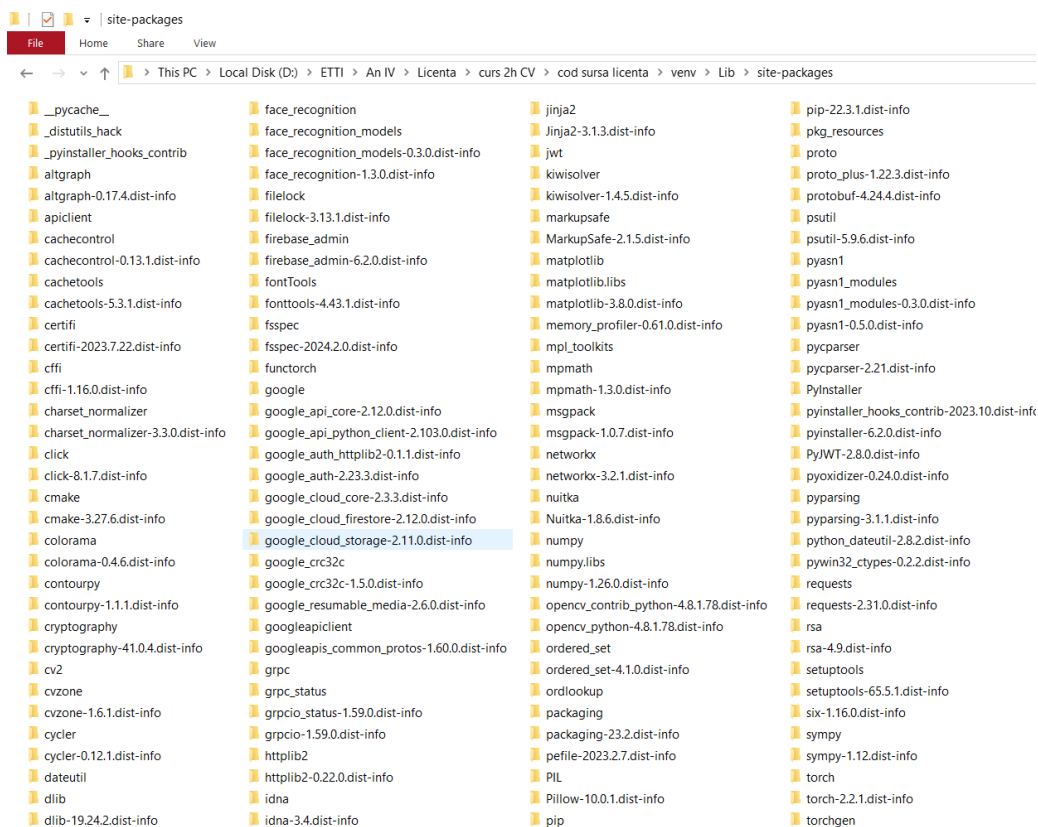 site-packages
File Home Share View
This PC > Local Disk (D:) > ETTI > An IV > Licenta > curs 2h CV > cod sursa licenta > venv > Lib > site-packages
__pycache__
_distutils_hack
_pyinstaller_hooks_contrib
altgraph
altgraph-0.17.4.dist-info
apiclient
cachecontrol
cachecontrol-0.13.1.dist-info
cachetools
cachetools-5.3.1.dist-info
certifi
certifi-2023.7.22.dist-info
cffi
cffi-1.16.0.dist-info
charset_normalizer
charset_normalizer-3.3.0.dist-info
click
click-8.1.7.dist-info
cmake
cmake-3.27.6.dist-info
colorama
colorama-0.4.6.dist-info
contourpy
contourpy-1.1.1.dist-info
cryptography
cryptography-41.0.4.dist-info
cv2
cvzone
cvzone-1.6.1.dist-info
cycler
cycler-0.12.1.dist-info
dateutil
dlib
dlib-19.24.2.dist-info
face_recognition
face_recognition_models
face_recognition_models-0.3.0.dist-info
face_recognition-1.3.0.dist-info
filelock
filelock-3.13.1.dist-info
firebase_admin
firebase_admin-6.2.0.dist-info
fontTools
fonttools-4.43.1.dist-info
fsspec
fsspec-2024.2.0.dist-info
functorch
google
google_api_core-2.12.0.dist-info
google_api_python_client-2.103.0.dist-info
google_auth_httplib2-0.1.1.dist-info
google_auth-2.23.3.dist-info
google_cloud_core-2.3.3.dist-info
google_cloud_firestore-2.12.0.dist-info
google_cloud_storage-2.11.0.dist-info
google_crc32c
google_crc32c-1.5.0.dist-info
google_resumable_media-2.6.0.dist-info
googleapiclient
googleapis_common_protos-1.60.0.dist-info
grpc
grpc_status
grpcio_status-1.59.0.dist-info
grpcio-1.59.0.dist-info
httplib2
httplib2-0.22.0.dist-info
idna
idna-3.4.dist-info
jinja2
Jinja2-3.1.3.dist-info
jwt
kiwisolver
kiwisolver-1.4.5.dist-info
markupsafe
MarkupSafe-2.1.5.dist-info
matplotlib
matplotlib.libs
matplotlib-3.8.0.dist-info
memory_profiler-0.61.0.dist-info
mpl_toolkits
mpmath
mpmath-1.3.0.dist-info
msgpack
msgpack-1.0.7.dist-info
networkx
networkx-3.2.1.dist-info
nuitka
Nuitka-1.8.6.dist-info
numpy
numpy.libs
numpy-1.26.0.dist-info
opencv_contrib_python-4.8.1.78.dist-info
opencv_python-4.8.1.78.dist-info
ordered_set
ordered_set-4.1.0.dist-info
ordlookup
packaging
packaging-23.2.dist-info
pefile-2023.2.7.dist-info
PIL
Pillow-10.0.1.dist-info
pip
pip-22.3.1.dist-info
pkg_resources
proto
proto_plus-1.22.3.dist-info
protobuf-4.24.4.dist-info
psutil
psutil-5.9.6.dist-info
pyasn1
pyasn1_modules
pyasn1_modules-0.3.0.dist-info
pyasn1-0.5.0.dist-info
pycparser
pycparser-2.21.dist-info
PyInstaller
pyinstaller_hooks_contrib-2023.10.dist-info
pyinstaller-6.2.0.dist-info
PyJWT-2.8.0.dist-info
pyoxidizer-0.24.0.dist-info
pyparsing
pyparsing-3.1.1.dist-info
python_dateutil-2.8.2.dist-info
pywin32_ctypes-0.2.2.dist-info
requests
requests-2.31.0.dist-info
rsa
rsa-4.9.dist-info
setuptools
setuptools-65.5.1.dist-info
six-1.16.0.dist-info
sympy
sympy-1.12.dist-info
torch
torch-2.2.1.dist-info
torchgen